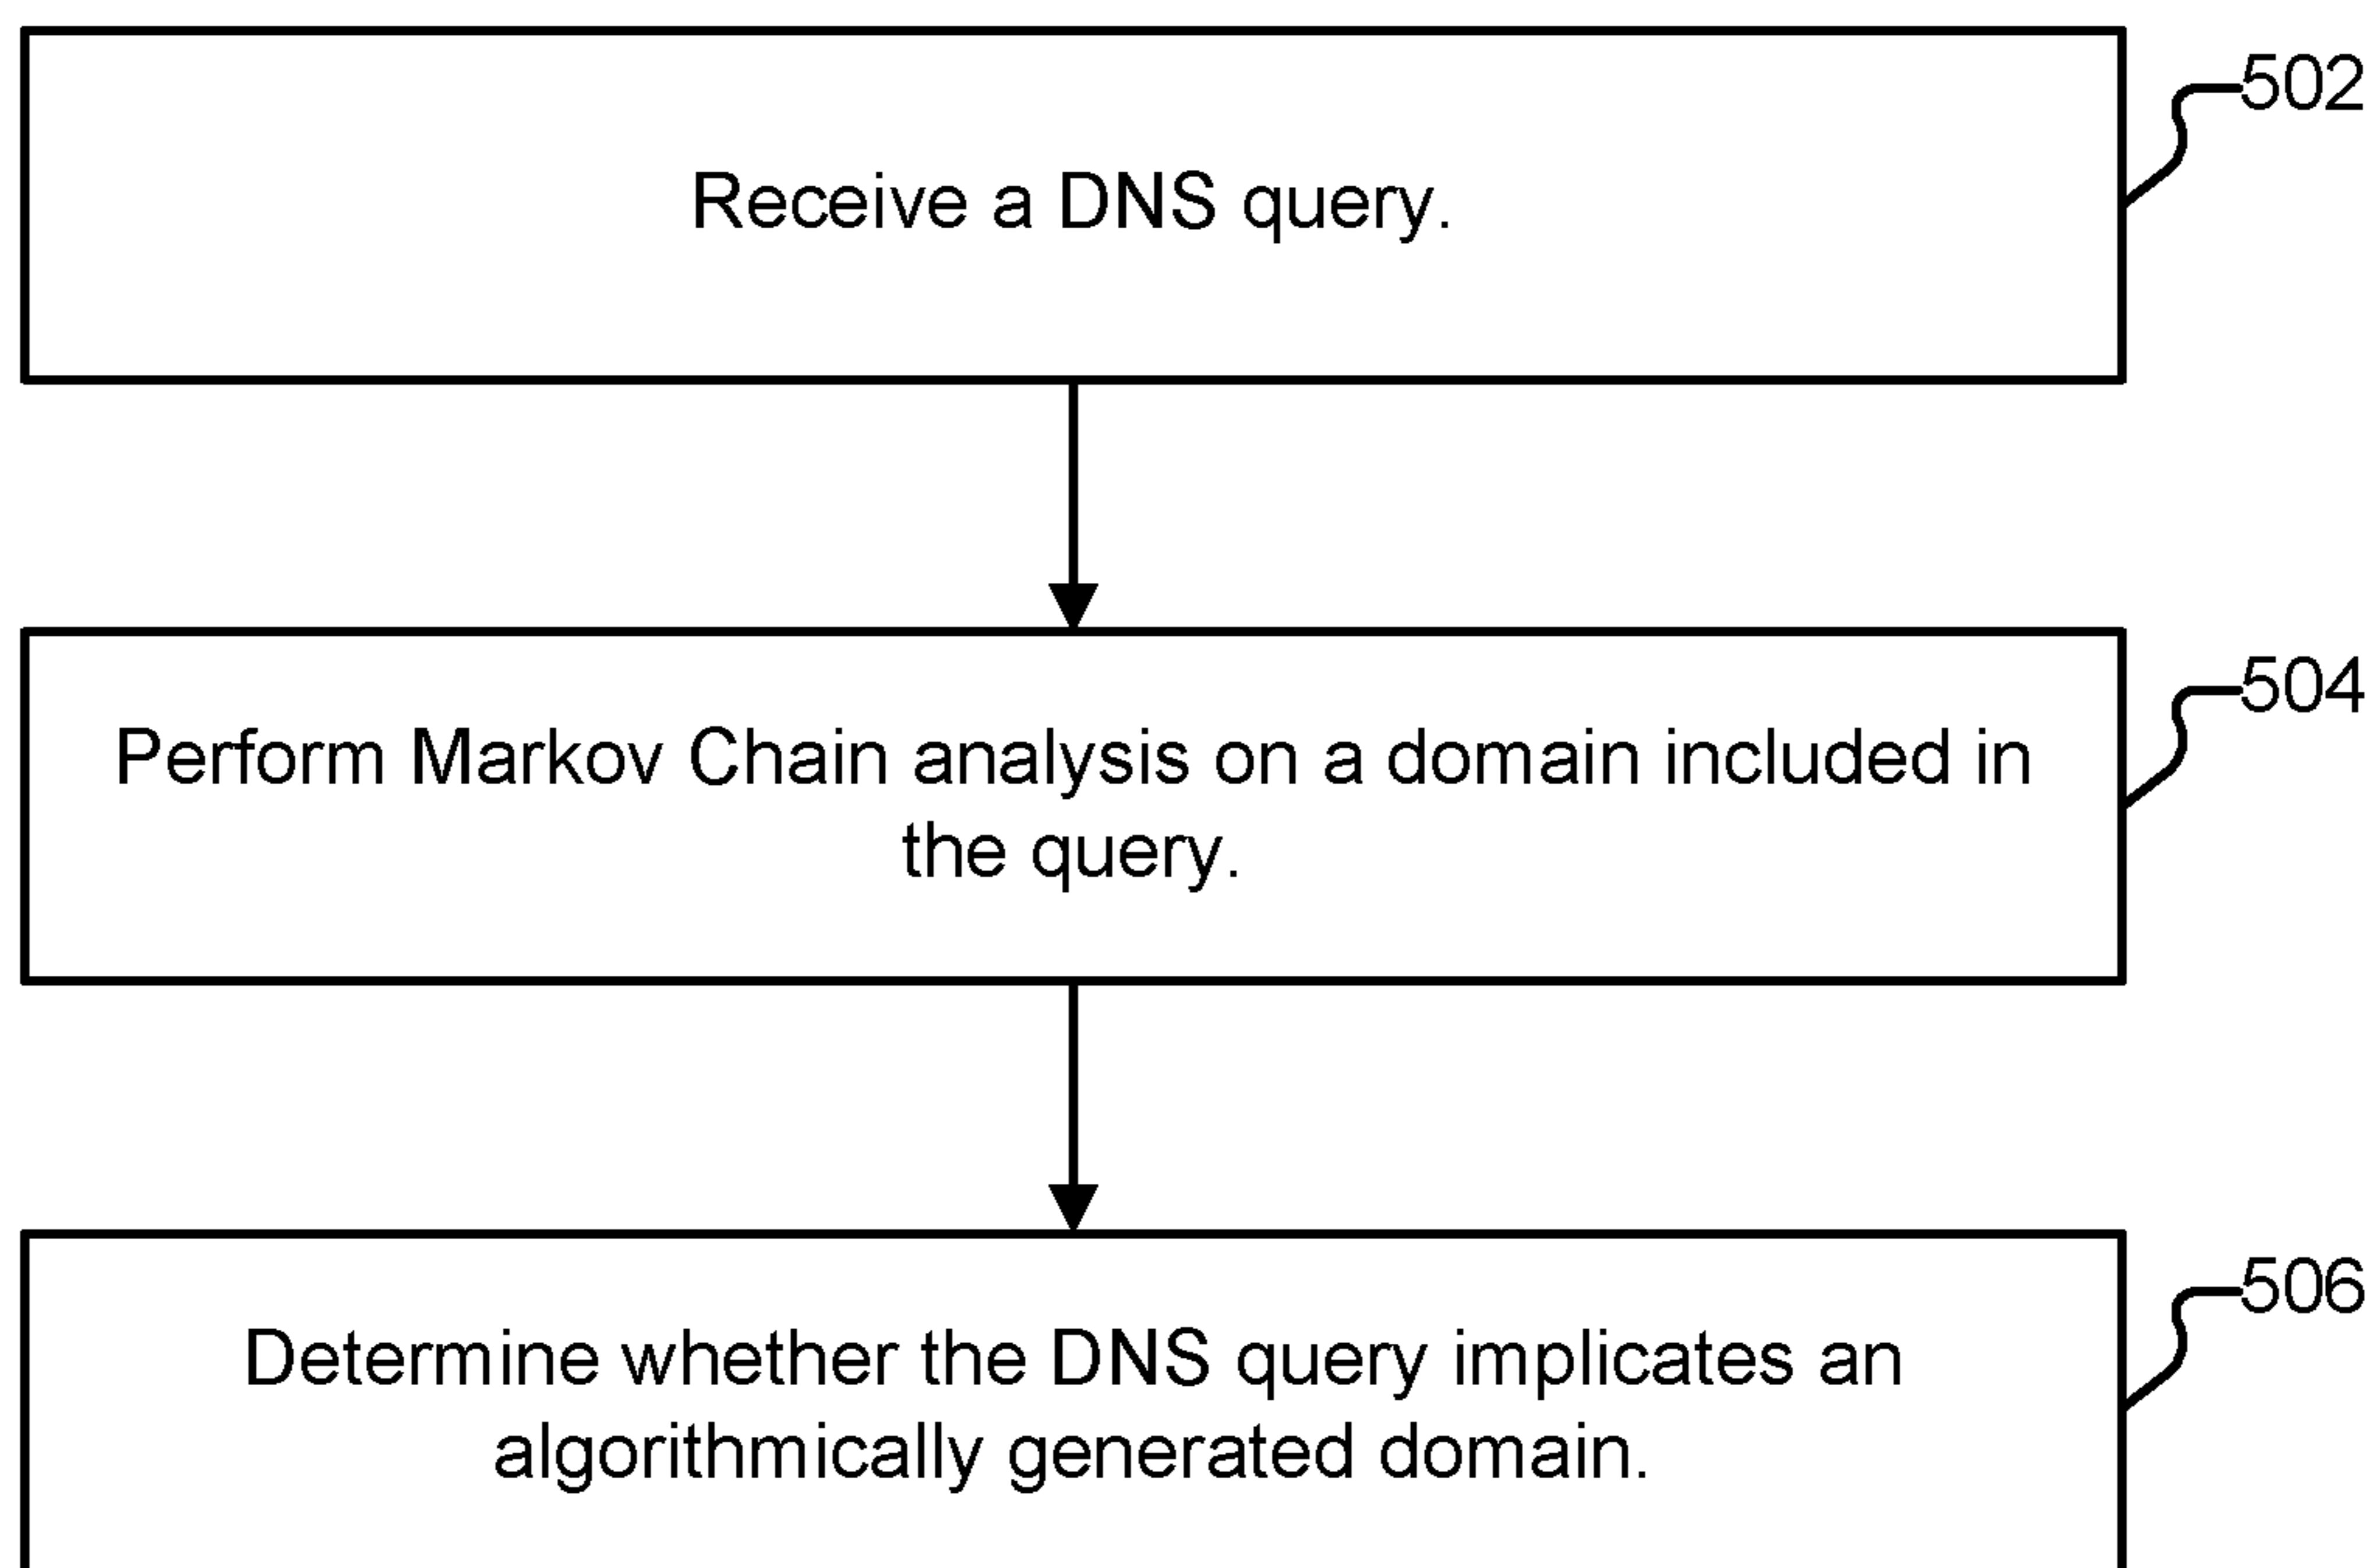 502
Receive a DNS query.
504
Perform Markov Chain analysis on a domain included in
the query.
506
Determine whether the DNS query implicates an
algorithmically generated domain.